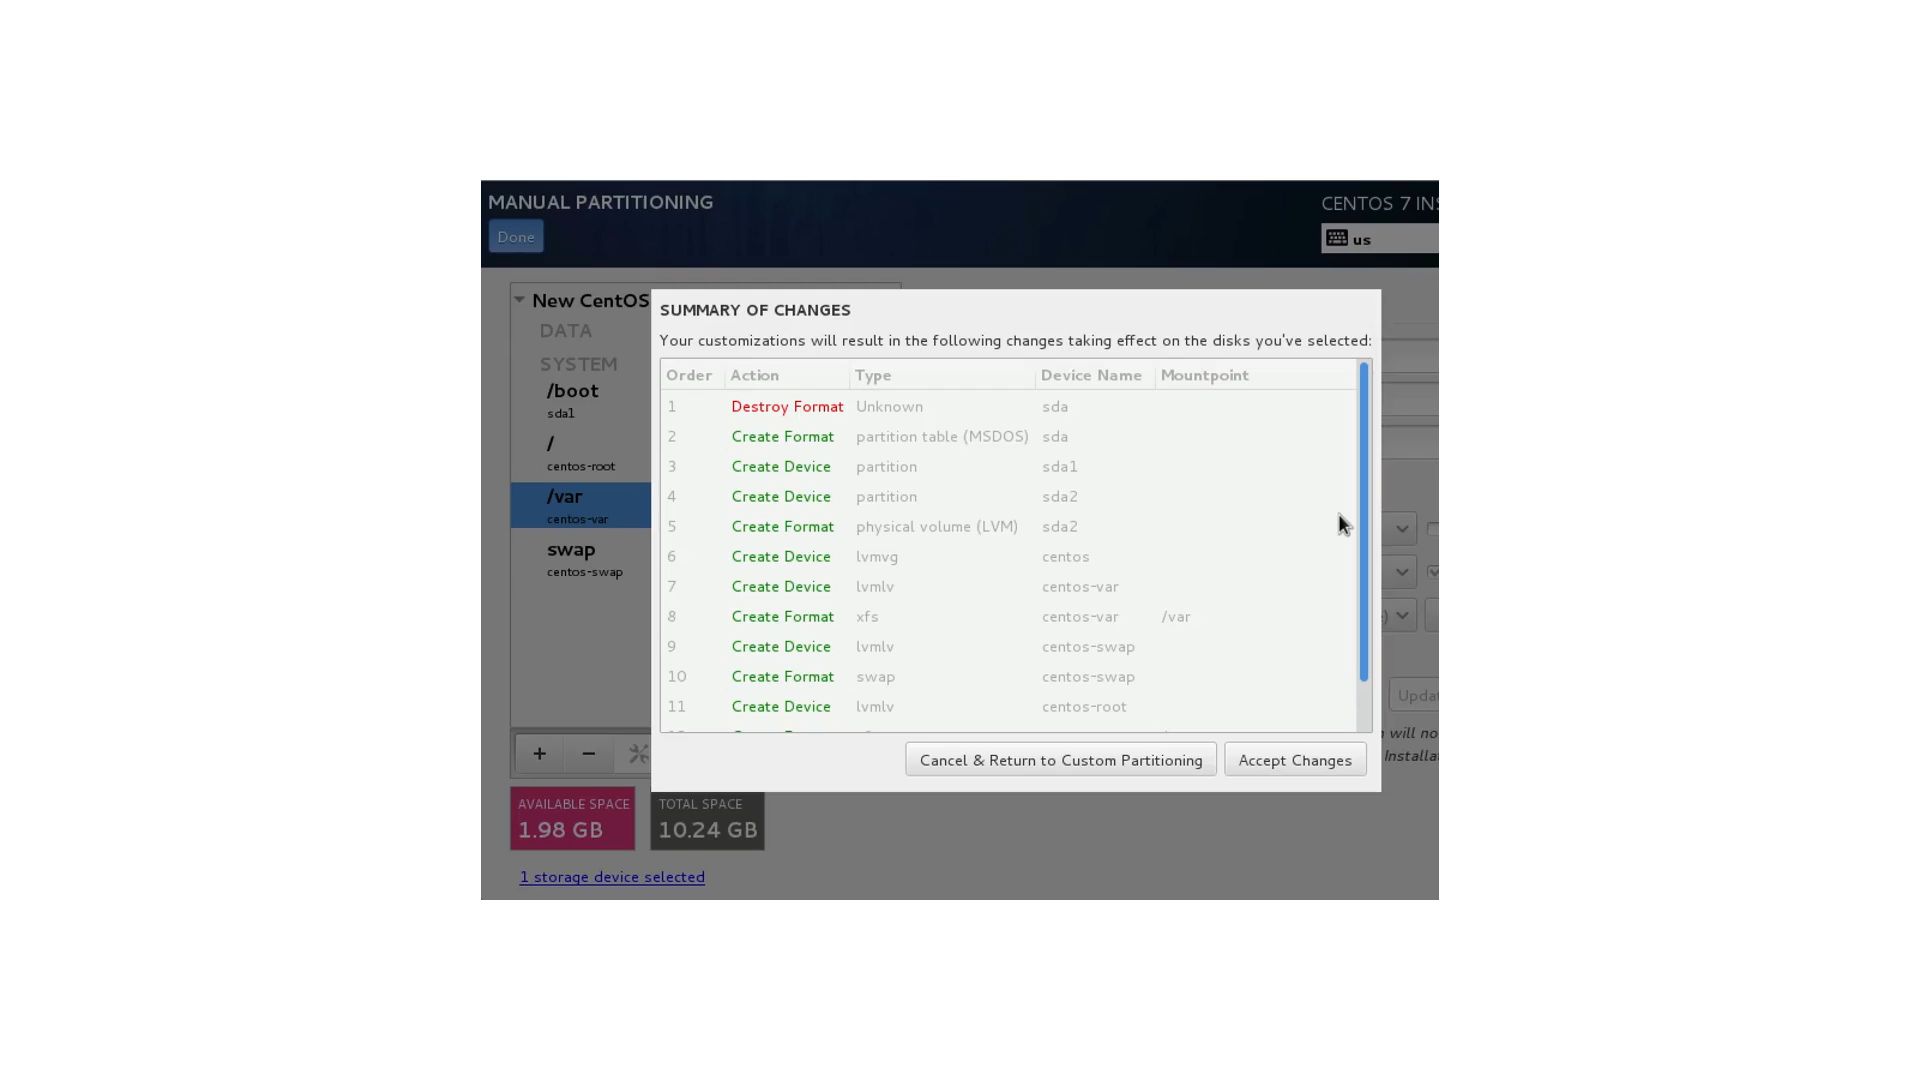 MANUAL PARTITIONING
CENTOS 7 INS
Done
us
New CentOS
DATA
SYSTEM
/boot
sda1
/
centos-root
/var
centos-var
swap
centos-swap
SUMMARY OF CHANGES
Your customizations will result in the following changes taking effect on the disks you've selected:
Order Action Type Device Name Mountpoint
1 Destroy Format Unknown sda
2 Create Format partition table (MSDOS) sda
3 Create Device partition sda1
4 Create Device partition sda2
5 Create Format physical volume (LVM) sda2
6 Create Device lvmvg centos
7 Create Device lvmlv centos-var
8 Create Format xfs centos-var /var
9 Create Device lvmlv centos-swap
10 Create Format swap centos-swap
11 Create Device lvmlv centos-root
Cancel & Return to Custom Partitioning Accept Changes
Updat
will no
Installa
+ −
AVAILABLE SPACE
1.98 GB
TOTAL SPACE
10.24 GB
1 storage device selected